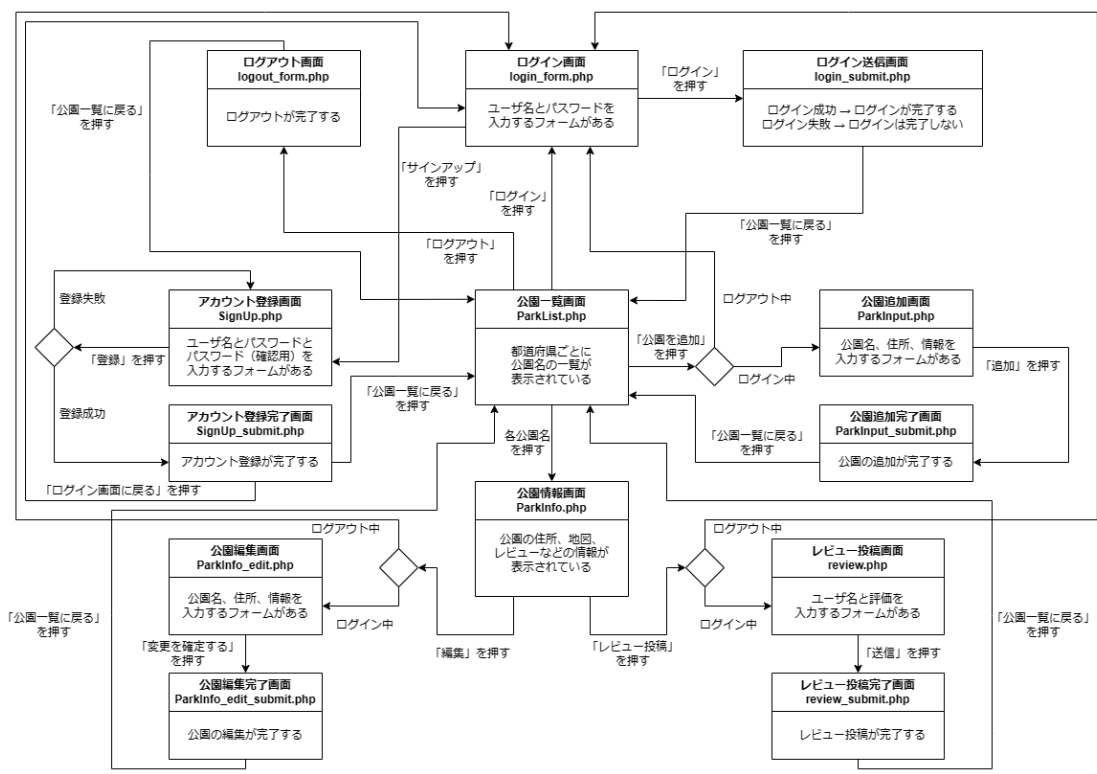 ログアウト画面
logout_form.php
ログアウトが完了する
ログイン画面
login_form.php
ユーザ名とパスワードを
入力するフォームがある
「ログイン」
を押す
ログイン送信画面
login_submit.php
ログイン成功 → ログインが完了する
ログイン失敗 → ログインは完了しない
「公園一覧に戻る」
を押す
「サインアップ」
を押す
「ログイン」
を押す
「公園一覧に戻る」
を押す
「ログアウト」
を押す
登録失敗
アカウント登録画面
SignUp.php
ユーザ名とパスワードと
パスワード（確認用）を
入力するフォームがある
「登録」を押す
公園一覧画面
ParkList.php
都道府県ごとに
公園名の一覧が
表示されている
ログアウト中
「公園を追加」
を押す
ログイン中
公園追加画面
ParkInput.php
公園名、住所、情報を
入力するフォームがある
「追加」を押す
登録成功
アカウント登録完了画面
SignUp_submit.php
アカウント登録が完了する
「公園一覧に戻る」
を押す
「ログイン画面に戻る」を押す
各公園名
を押す
「公園一覧に戻る」
を押す
公園追加完了画面
ParkInput_submit.php
公園の追加が完了する
公園情報画面
ParkInfo.php
公園の住所、地図、
レビューなどの情報が
表示されている
ログアウト中
ログアウト中
公園編集画面
ParkInfo_edit.php
公園名、住所、情報を
入力するフォームがある
ログイン中
レビュー投稿画面
review.php
ユーザ名と評価を
入力するフォームがある
ログイン中
「公園一覧に戻る」
を押す
「変更を確定する」
を押す
「編集」を押す
「レビュー投稿」
を押す
「送信」を押す
「公園一覧に戻る」
を押す
公園編集完了画面
ParkInfo_edit_submit.php
公園の編集が完了する
レビュー投稿完了画面
review_submit.php
レビュー投稿が完了する